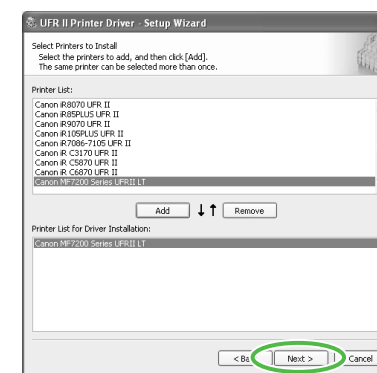 UFR II Printer Driver - Setup Wizard
Select Printers to Install
Select the printers to add, and then click [Add].
The same printer can be selected more than once.
Printer List:
Canon iR8070 UFR II
Canon iR85PLUS UFR II
Canon iR9070 UFR II
Canon iR105PLUS UFR II
Canon iR7086-7105 UFR II
Canon iR C3170 UFR II
Canon iR C5870 UFR II
Canon iR C6870 UFR II
Canon MF7200 Series UFRII LT
Add ↓ ↑ Remove
Printer List for Driver Installation:
Canon MF7200 Series UFRII LT
< Ba Next > Cancel